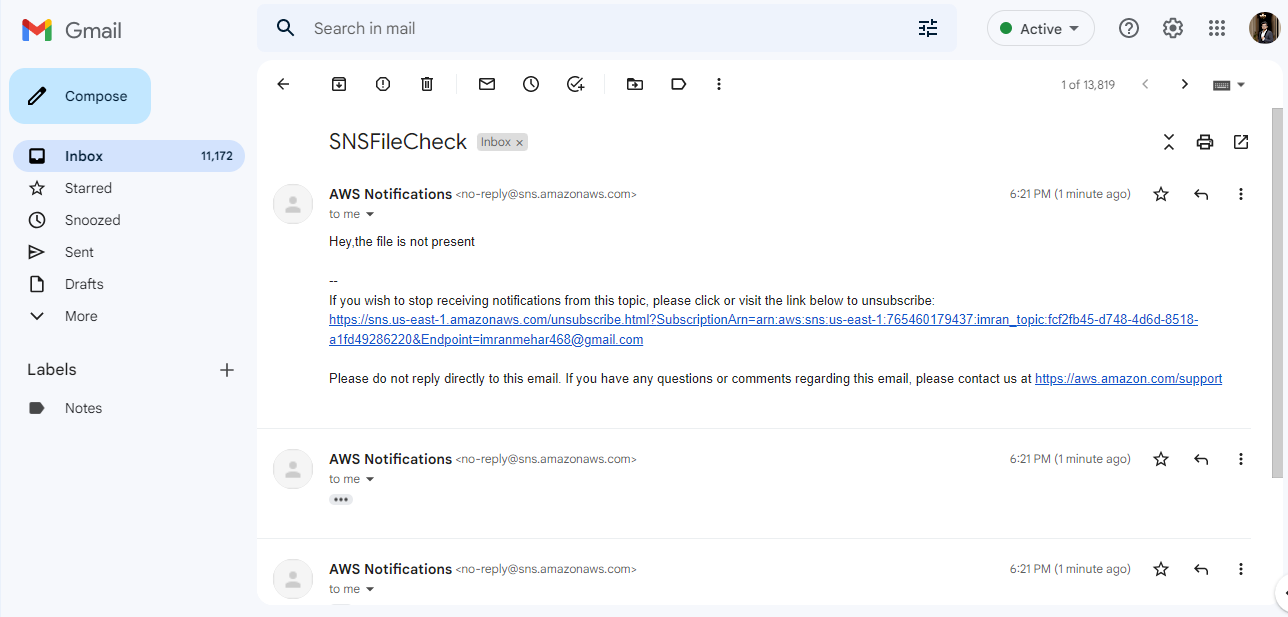 Gmail
Search in mail
Active
Compose
1 of 13,819
Inbox 11,172
Starred
Snoozed
Sent
Drafts
More
Labels
Notes
SNSFileCheck Inbox ×
AWS Notifications <no-reply@sns.amazonaws.com> 6:21 PM (1 minute ago)
to me
Hey,the file is not present
--
If you wish to stop receiving notifications from this topic, please click or visit the link below to unsubscribe:
https://sns.us-east-1.amazonaws.com/unsubscribe.html?SubscriptionArn=arn:aws:sns:us-east-1:765460179437:imran_topic:fcf2fb45-d748-4d6d-8518-
a1fd49286220&Endpoint=imranmehar468@gmail.com
Please do not reply directly to this email. If you have any questions or comments regarding this email, please contact us at https://aws.amazon.com/support
AWS Notifications <no-reply@sns.amazonaws.com> 6:21 PM (1 minute ago)
to me
AWS Notifications <no-reply@sns.amazonaws.com> 6:21 PM (1 minute ago)
to me